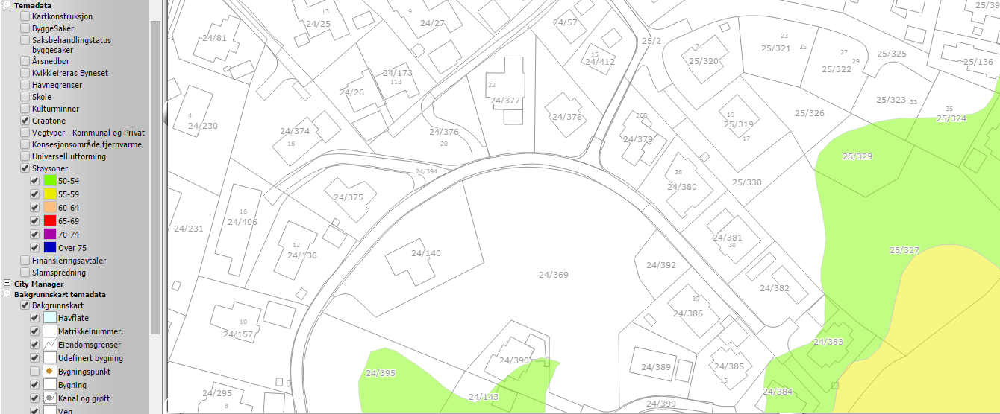 Temadata
Kartkonstruksjon
ByggeSaker
Saksbehandlingstatus
byggesaker
Årsnedbør
Kvikkleireras Byneset
Havnegrenser
Skole
Kulturminner
Graatone
Vegtyper - Kommunal og Privat
Konsesjonsområde fjernvarme
Universell utforming
Støysoner
50-54
55-59
60-64
65-69
70-74
Over 75
Finansieringsavtaler
Slamspredning
City Manager
Bakgrunnskart temadata
Bakgrunnskart
Havflate
Matrikkelnummer.
Eiendomsgrenser
Udefinert bygning
Bygningspunkt
Bygning
Kanal og grøft
Veg
13
24/25
9
24/27
24/57
25/2
24/81
15
24/412
21
25/320
23
25/321
25
27
29
25/322
25/325
25/136
25/39
24/173
11B
24/26
22
24/377
24/378
25/323
33
35
25/324
4
24/230
24/374
18
24/376
20
26B
24/379
19
25/319
17
25/326
25/329
24/394
28
24/380
25/330
24/375
16
24/406
24/231
12
24/138
24/140
24/369
24/381
30
24/392
24/382
25/327
39
24/386
10
24/157
24/383
24/395
24/390
24/389
24/385
15
24/143
24/384
24/295
8
24/399